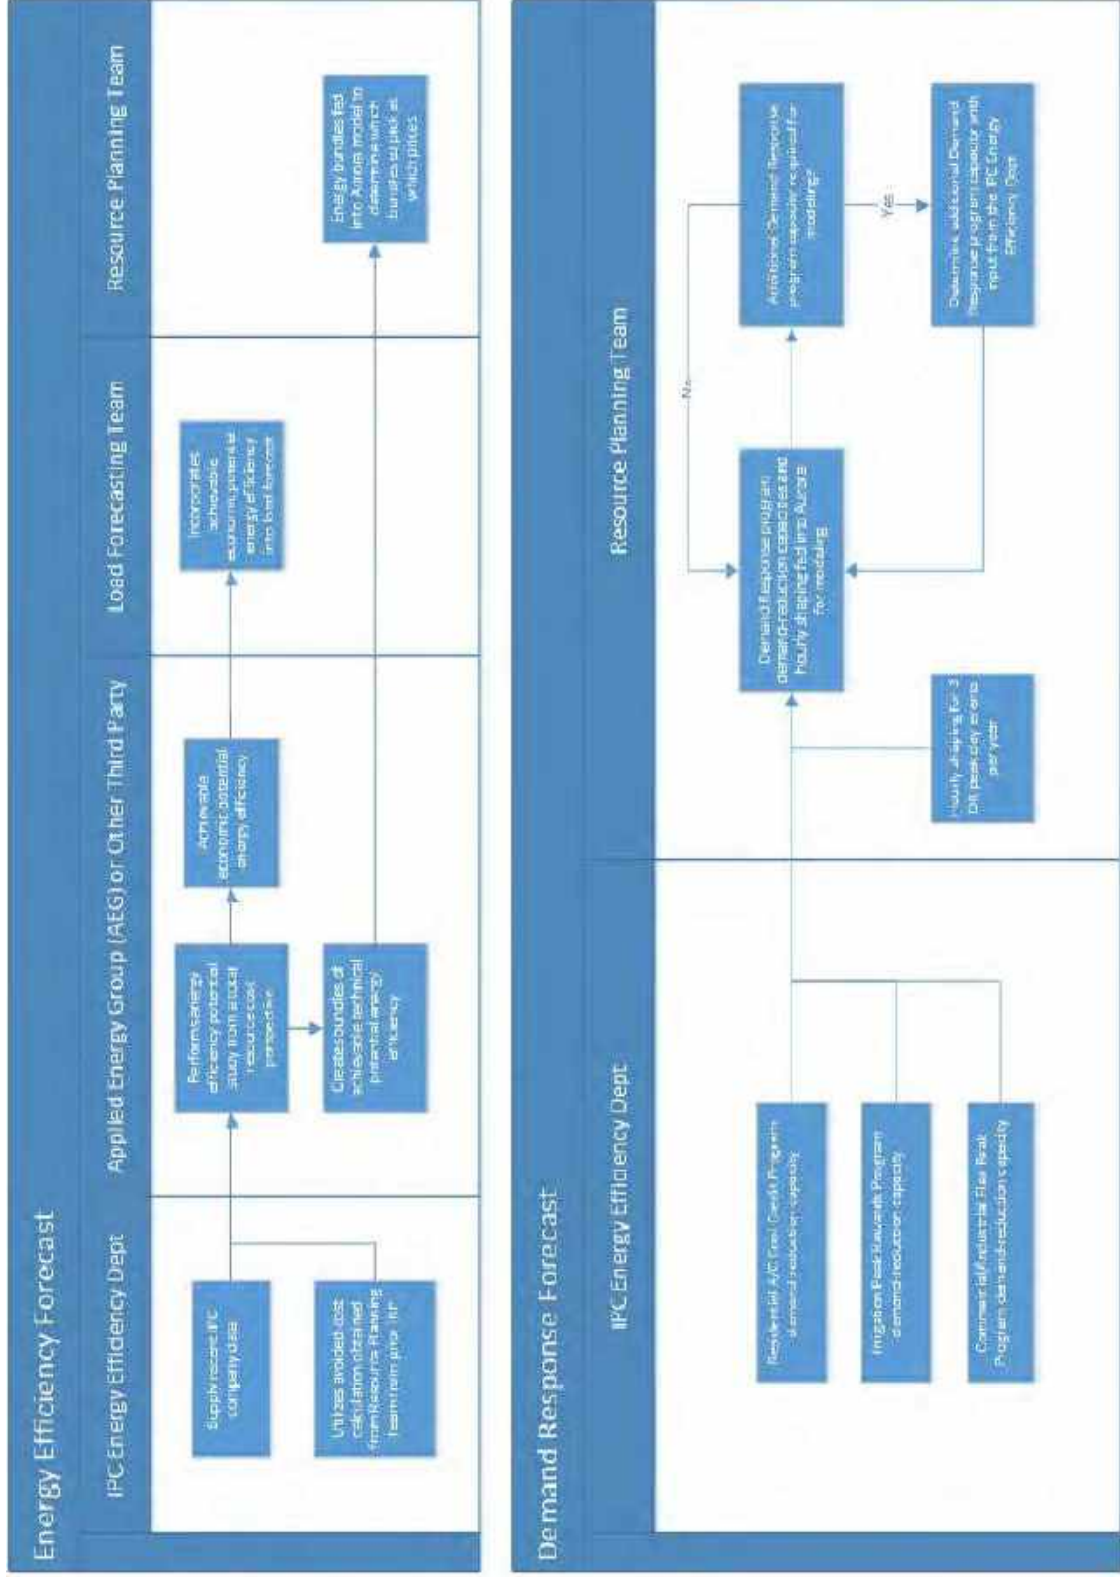 Energy Efficiency Forecast
IPC Energy Efficiency Dept
Applied Energy Group (AEG) or Other Third Party
Load Forecasting Team
Resource Planning Team
Supply recent IPC
company data
Utilizes avoided cost
calculation obtained
from Resource Planning
team from prior IRP
Performs energy
efficiency potential
study from a total
resource cost
perspective
Creates bundles of
achievable technical
potential energy
efficiency
Achievable
economic potential
energy efficiency
Incorporates
achievable
economic potential
energy efficiency
into load forecast
Energy bundles fed
into Aurora model to
determine which
bundles to pick at
which prices
Demand Response Forecast
IPC Energy Efficiency Dept
Resource Planning Team
Residential A/C Cool Credit Program
demand-reduction capacity
Irrigation Peak Rewards Program
demand-reduction capacity
Commercial/Industrial Flex Peak
Program demand-reduction capacity
Hourly shaping for 3
DR peak day events
per year
Demand Response program
demand-reduction capacities and
hourly shaping fed into Aurora
for modeling
No
Additional Demand Response
program capacity required for
modeling?
Yes
Determine additional Demand
Response program capacity with
input from the IPC Energy
Efficiency Dept